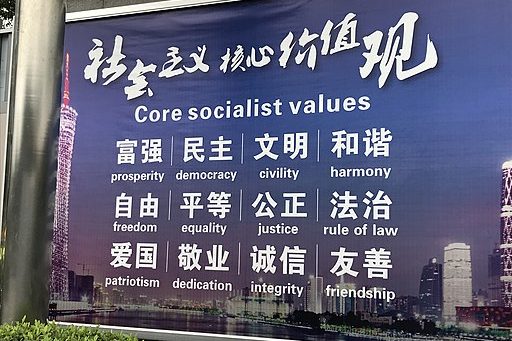 社会主义核心价值观
Core socialist values
富强 民主 文明 和谐
prosperity democracy civility harmony
自由 平等 公正 法治
freedom equality justice rule of law
爱国 敬业 诚信 友善
patriotism dedication integrity friendship